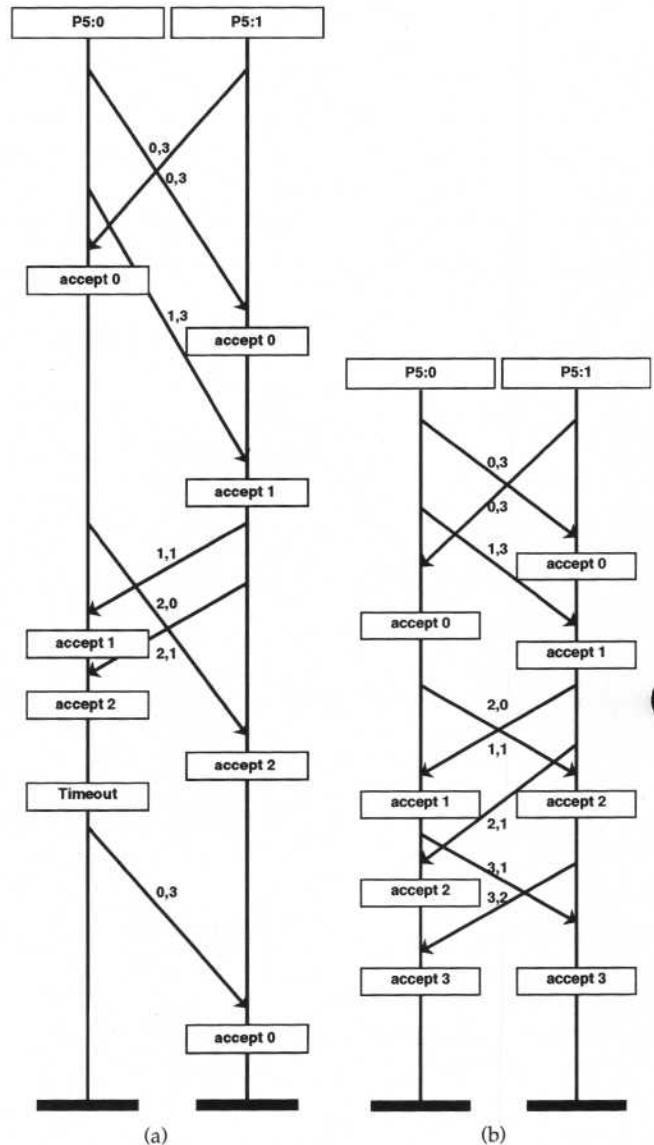 P5:0
P5:1
0,3
0,3
accept 0
1,3
accept 0
accept 1
1,1
2,0
accept 1
2,1
accept 2
accept 2
Timeout
0,3
accept 0
(a)
P5:0
P5:1
0,3
0,3
1,3
accept 0
accept 0
accept 1
2,0
1,1
accept 1
accept 2
2,1
3,1
accept 2
3,2
accept 3
accept 3
(b)